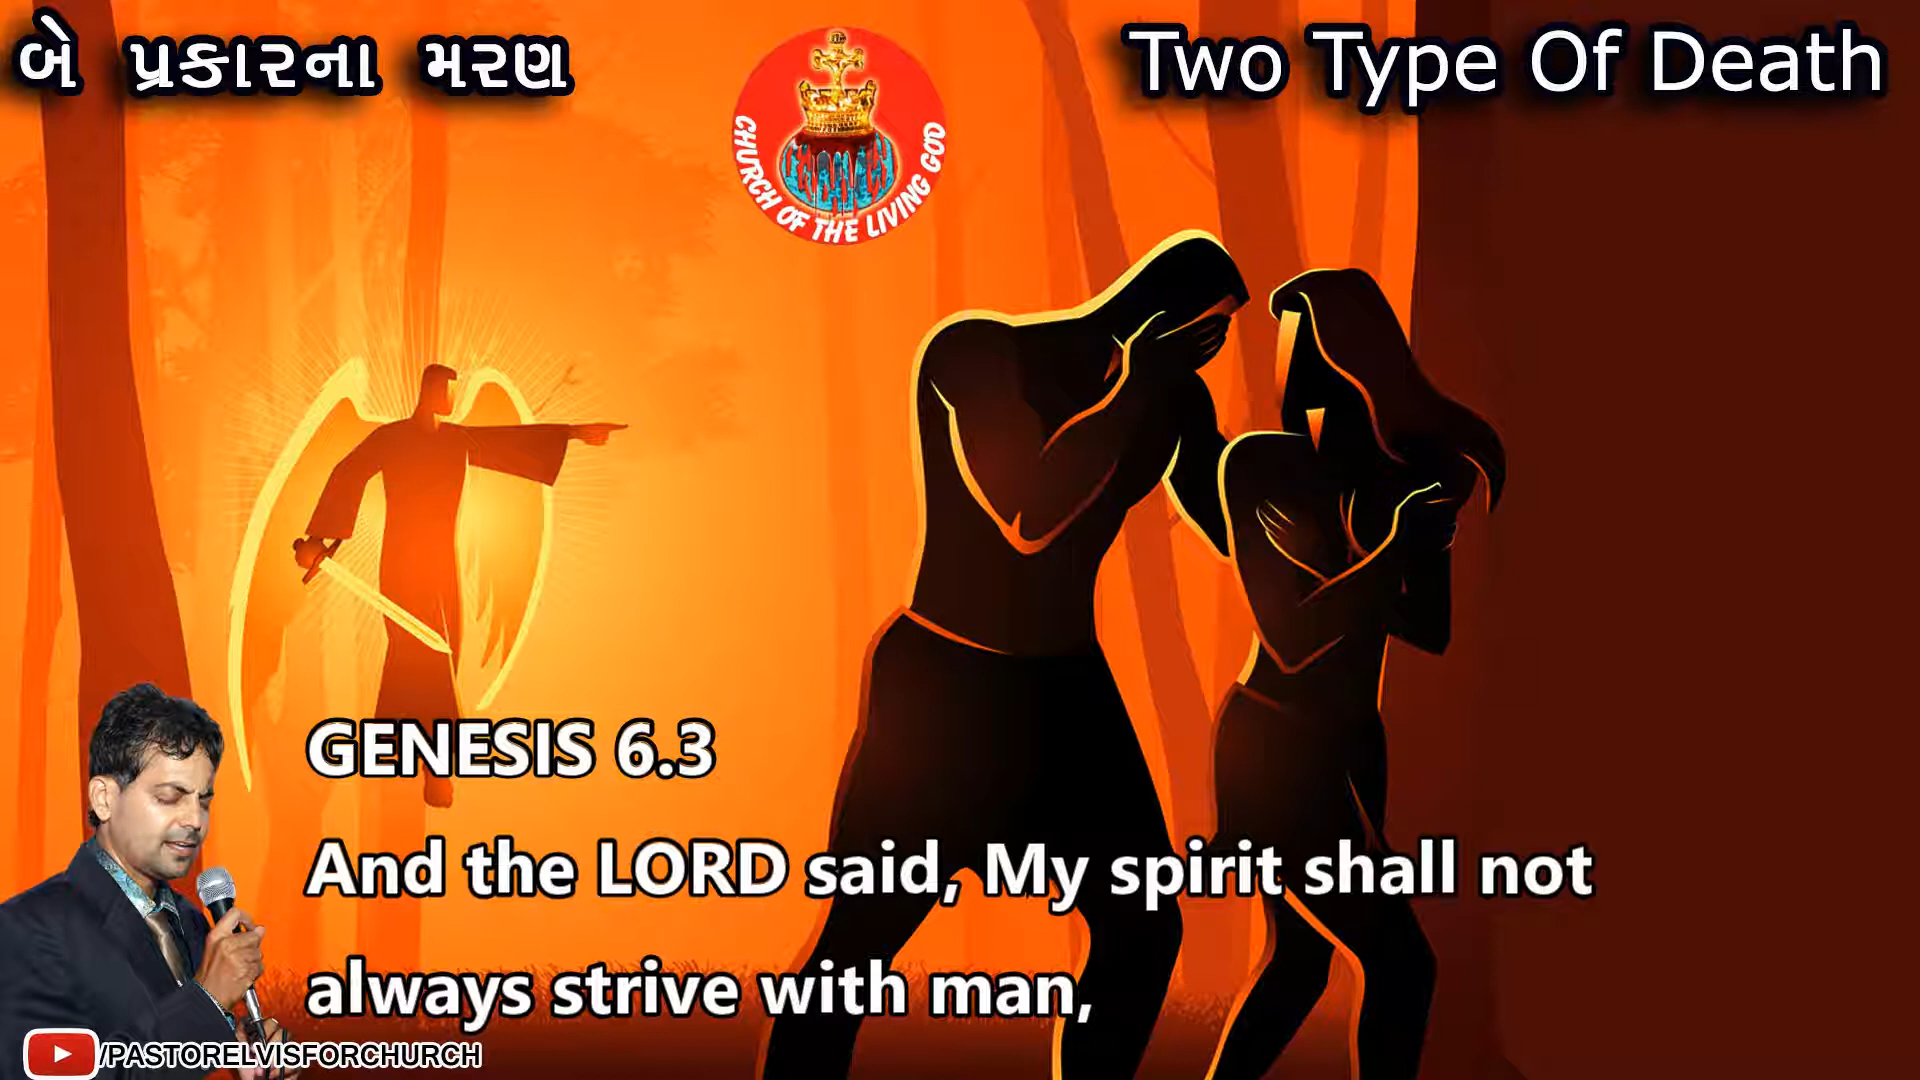 બે પ્રકારના મરણ
Two Type Of Death
CHURCH OF THE LIVING GOD
GENESIS 6.3
And the LORD said, My spirit shall not
always strive with man,
/PASTORELVISFORCHURCH